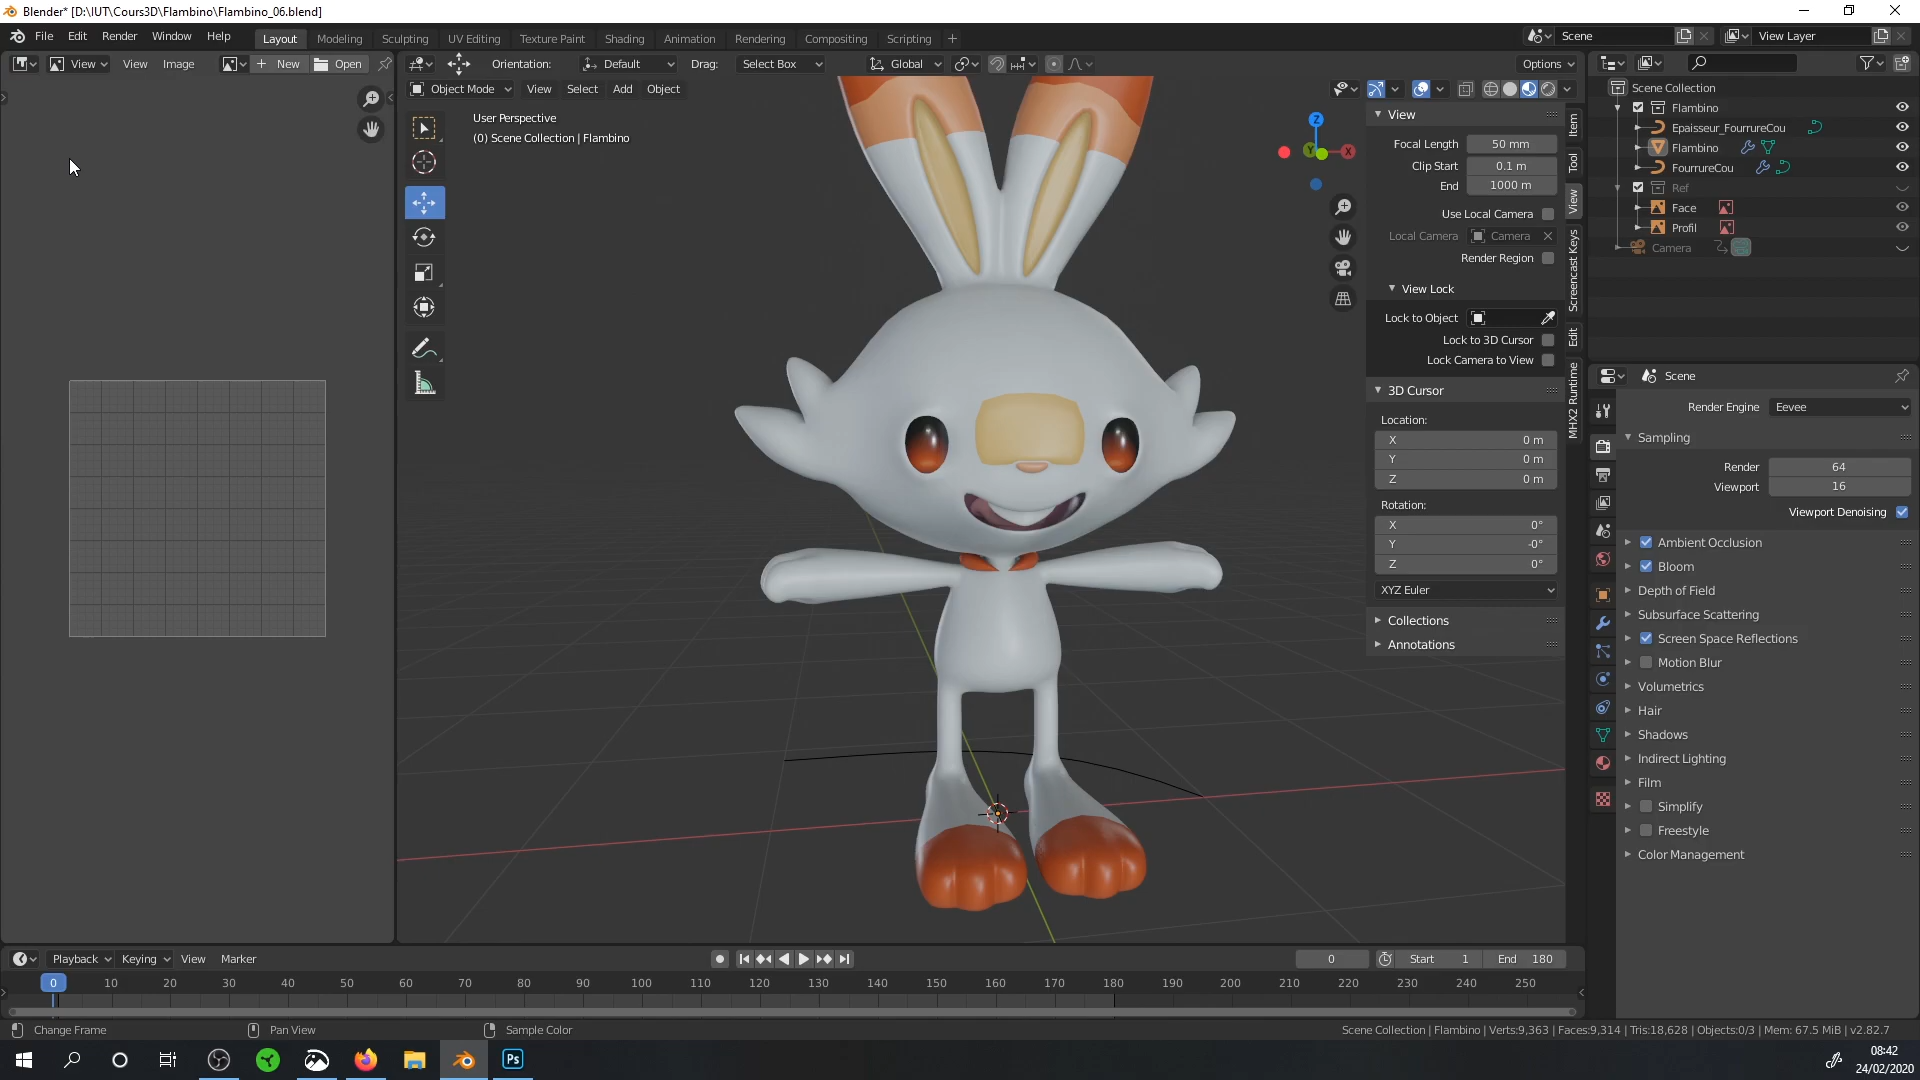 Blender* [D:\IUT\Cours3D\Flambino\Flambino_06.blend]
File Edit Render Window Help Layout Modeling Sculpting UV Editing Texture Paint Shading Animation Rendering Compositing Scripting + Scene View Layer
View View Image + New Open Orientation: Default Drag: Select Box Global Options
Object Mode View Select Add Object
User Perspective
(0) Scene Collection | Flambino
Z
Y
X
View
Focal Length 50 mm
Clip Start 0.1 m
End 1000 m
Use Local Camera
Local Camera Camera
Render Region
View Lock
Lock to Object
Lock to 3D Cursor
Lock Camera to View
3D Cursor
Location:
X 0 m
Y 0 m
Z 0 m
Rotation:
X 0°
Y -0°
Z 0°
XYZ Euler
Collections
Annotations
Item
Tool
View
Screencast Keys
Edit
MHX2 Runtime
Scene Collection
Flambino
Epaisseur_FourrureCou
Flambino
FourrureCou
Ref
Face
Profil
Camera
Scene
Render Engine Eevee
Sampling
Render 64
Viewport 16
Viewport Denoising
Ambient Occlusion
Bloom
Depth of Field
Subsurface Scattering
Screen Space Reflections
Motion Blur
Volumetrics
Hair
Shadows
Indirect Lighting
Film
Simplify
Freestyle
Color Management
Playback Keying View Marker 0 Start 1 End 180
0 10 20 30 40 50 60 70 80 90 100 110 120 130 140 150 160 170 180 190 200 210 220 230 240 250
Change Frame Pan View Sample Color Scene Collection | Flambino | Verts:9,363 | Faces:9,314 | Tris:18,628 | Objects:0/3 | Mem: 67.5 MiB | v2.82.7
Ps
08:42
24/02/2020